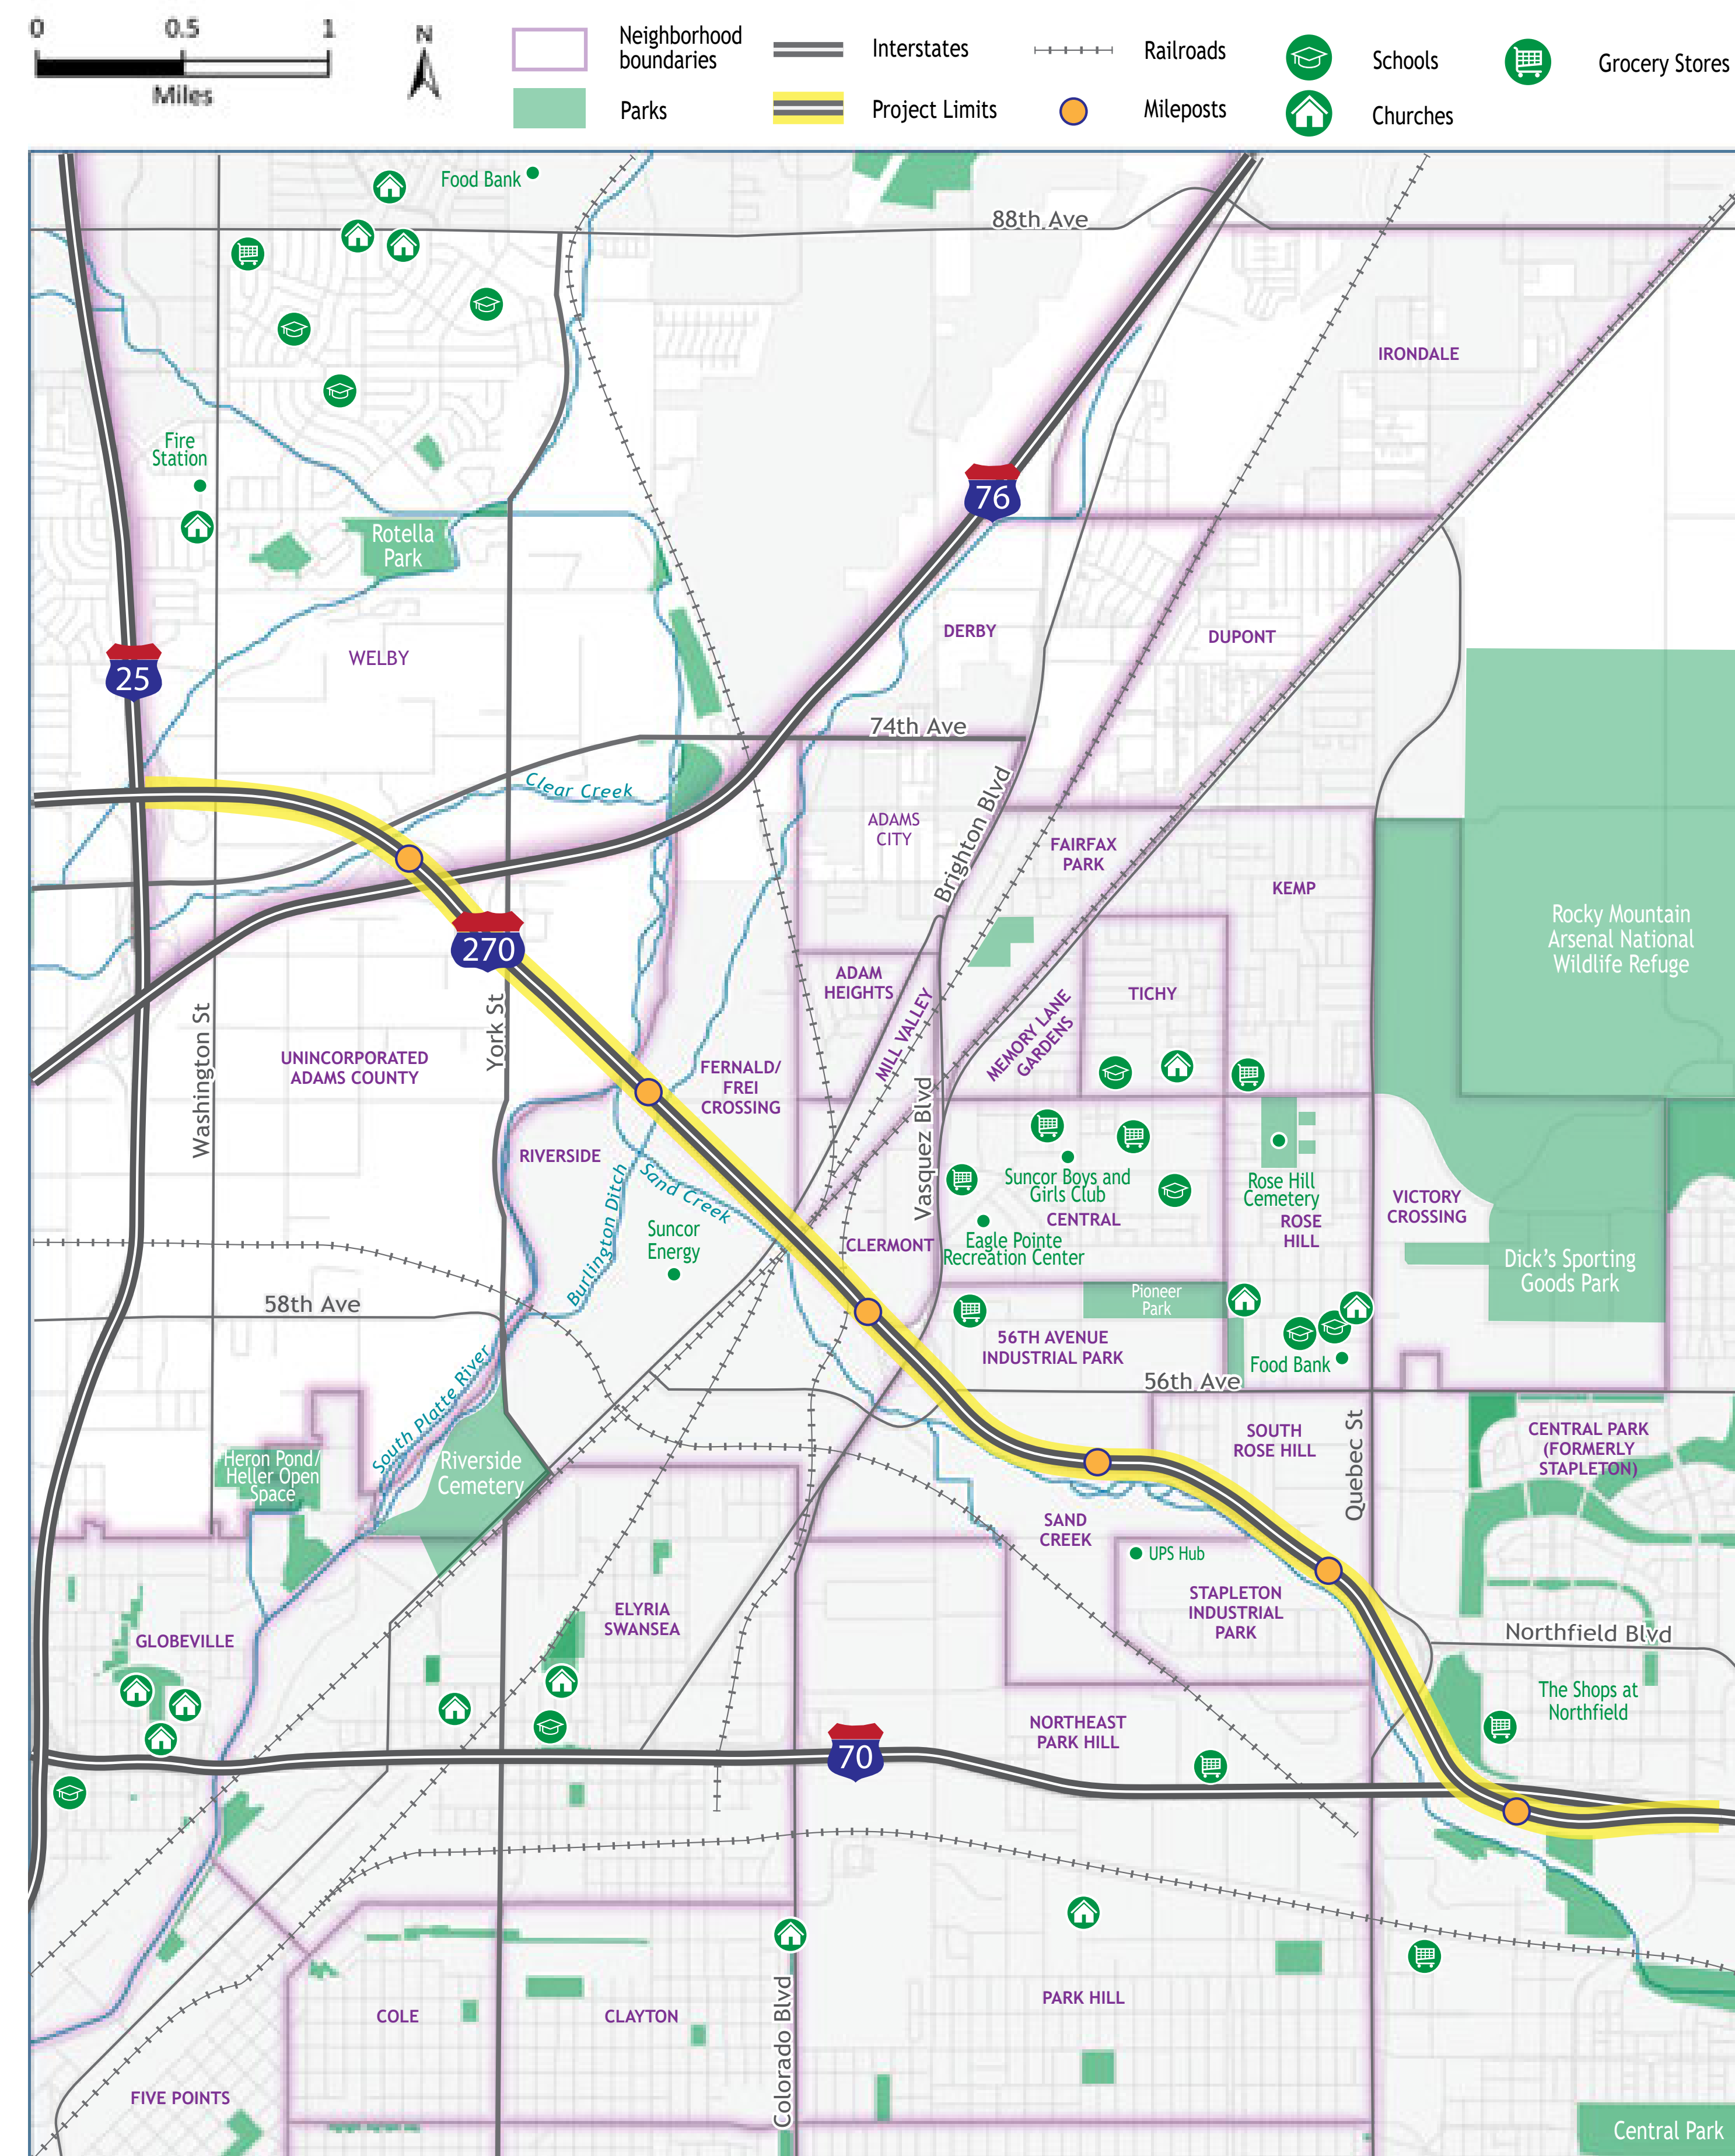 0 0.5 1
Miles
N
Neighborhood
boundaries
Parks
Interstates
Project Limits
Railroads
Mileposts
Schools
Churches
Grocery Stores
Food Bank
88th Ave
IRONDALE
Fire
Station
76
Rotella
Park
DERBY
DUPONT
WELBY
25
74th Ave
Clear Creek
ADAMS
CITY
Brighton Blvd
FAIRFAX
PARK
KEMP
Rocky Mountain
Arsenal National
Wildlife Refuge
270
ADAM
HEIGHTS
TICHY
MILL VALLEY
MEMORY LANE
GARDENS
York St
Washington St
UNINCORPORATED
ADAMS COUNTY
FERNALD/
FREI
CROSSING
Vasquez Blvd
RIVERSIDE
Sand Creek
Burlington Ditch
Suncor Boys and
Girls Club
CENTRAL
Rose Hill
Cemetery
ROSE
HILL
VICTORY
CROSSING
Suncor
Energy
CLERMONT
Eagle Pointe
Recreation Center
Dick's Sporting
Goods Park
58th Ave
Pioneer
Park
56TH AVENUE
INDUSTRIAL PARK
Food Bank
56th Ave
South Platte River
Heron Pond/
Heller Open
Space
Riverside
Cemetery
SOUTH
ROSE HILL
Quebec St
CENTRAL PARK
(FORMERLY
STAPLETON)
SAND
CREEK
UPS Hub
STAPLETON
INDUSTRIAL
PARK
ELYRIA
SWANSEA
GLOBEVILLE
Northfield Blvd
The Shops at
Northfield
NORTHEAST
PARK HILL
70
Colorado Blvd
PARK HILL
COLE
CLAYTON
FIVE POINTS
Central Park